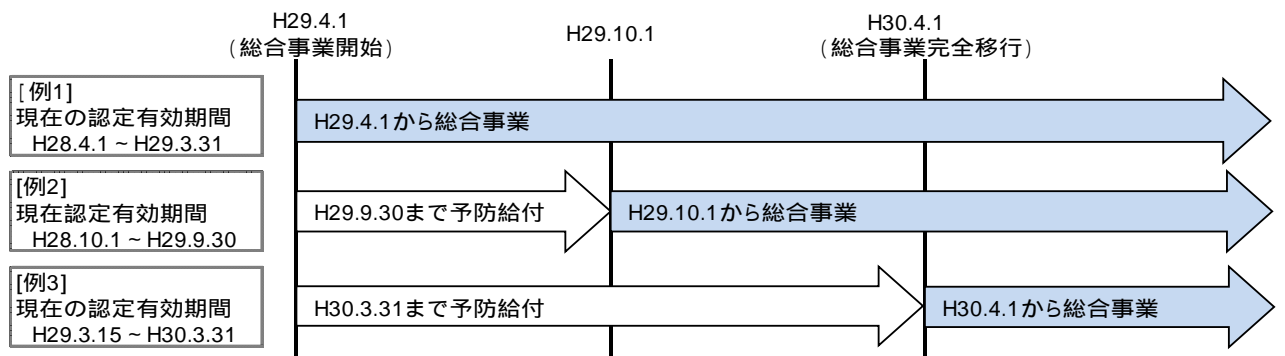 H29.4.1
(総合事業開始)
H29.10.1
H30.4.1
(総合事業完全移行)
[例1]
現在の認定有効期間
H28.4.1 ~ H29.3.31
H29.4.1から総合事業
[例2]
現在認定有効期間
H28.10.1 ~ H29.9.30
H29.9.30まで予防給付
H29.10.1から総合事業
[例3]
現在の認定有効期間
H29.3.15 ~ H30.3.31
H30.3.31まで予防給付
H30.4.1から総合事業